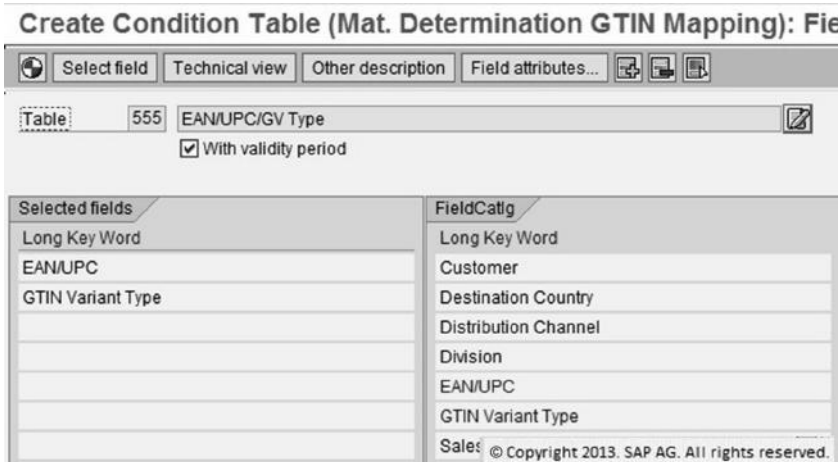 Create Condition Table (Mat. Determination GTIN Mapping): Fie
Select field Technical view Other description Field attributes...
Table 555 EAN/UPC/GV Type
With validity period
Selected fields FieldCatlg
Long Key Word Long Key Word
EAN/UPC Customer
GTIN Variant Type Destination Country
Distribution Channel
Division
EAN/UPC
GTIN Variant Type
Sales
© Copyright 2013. SAP AG. All rights reserved.